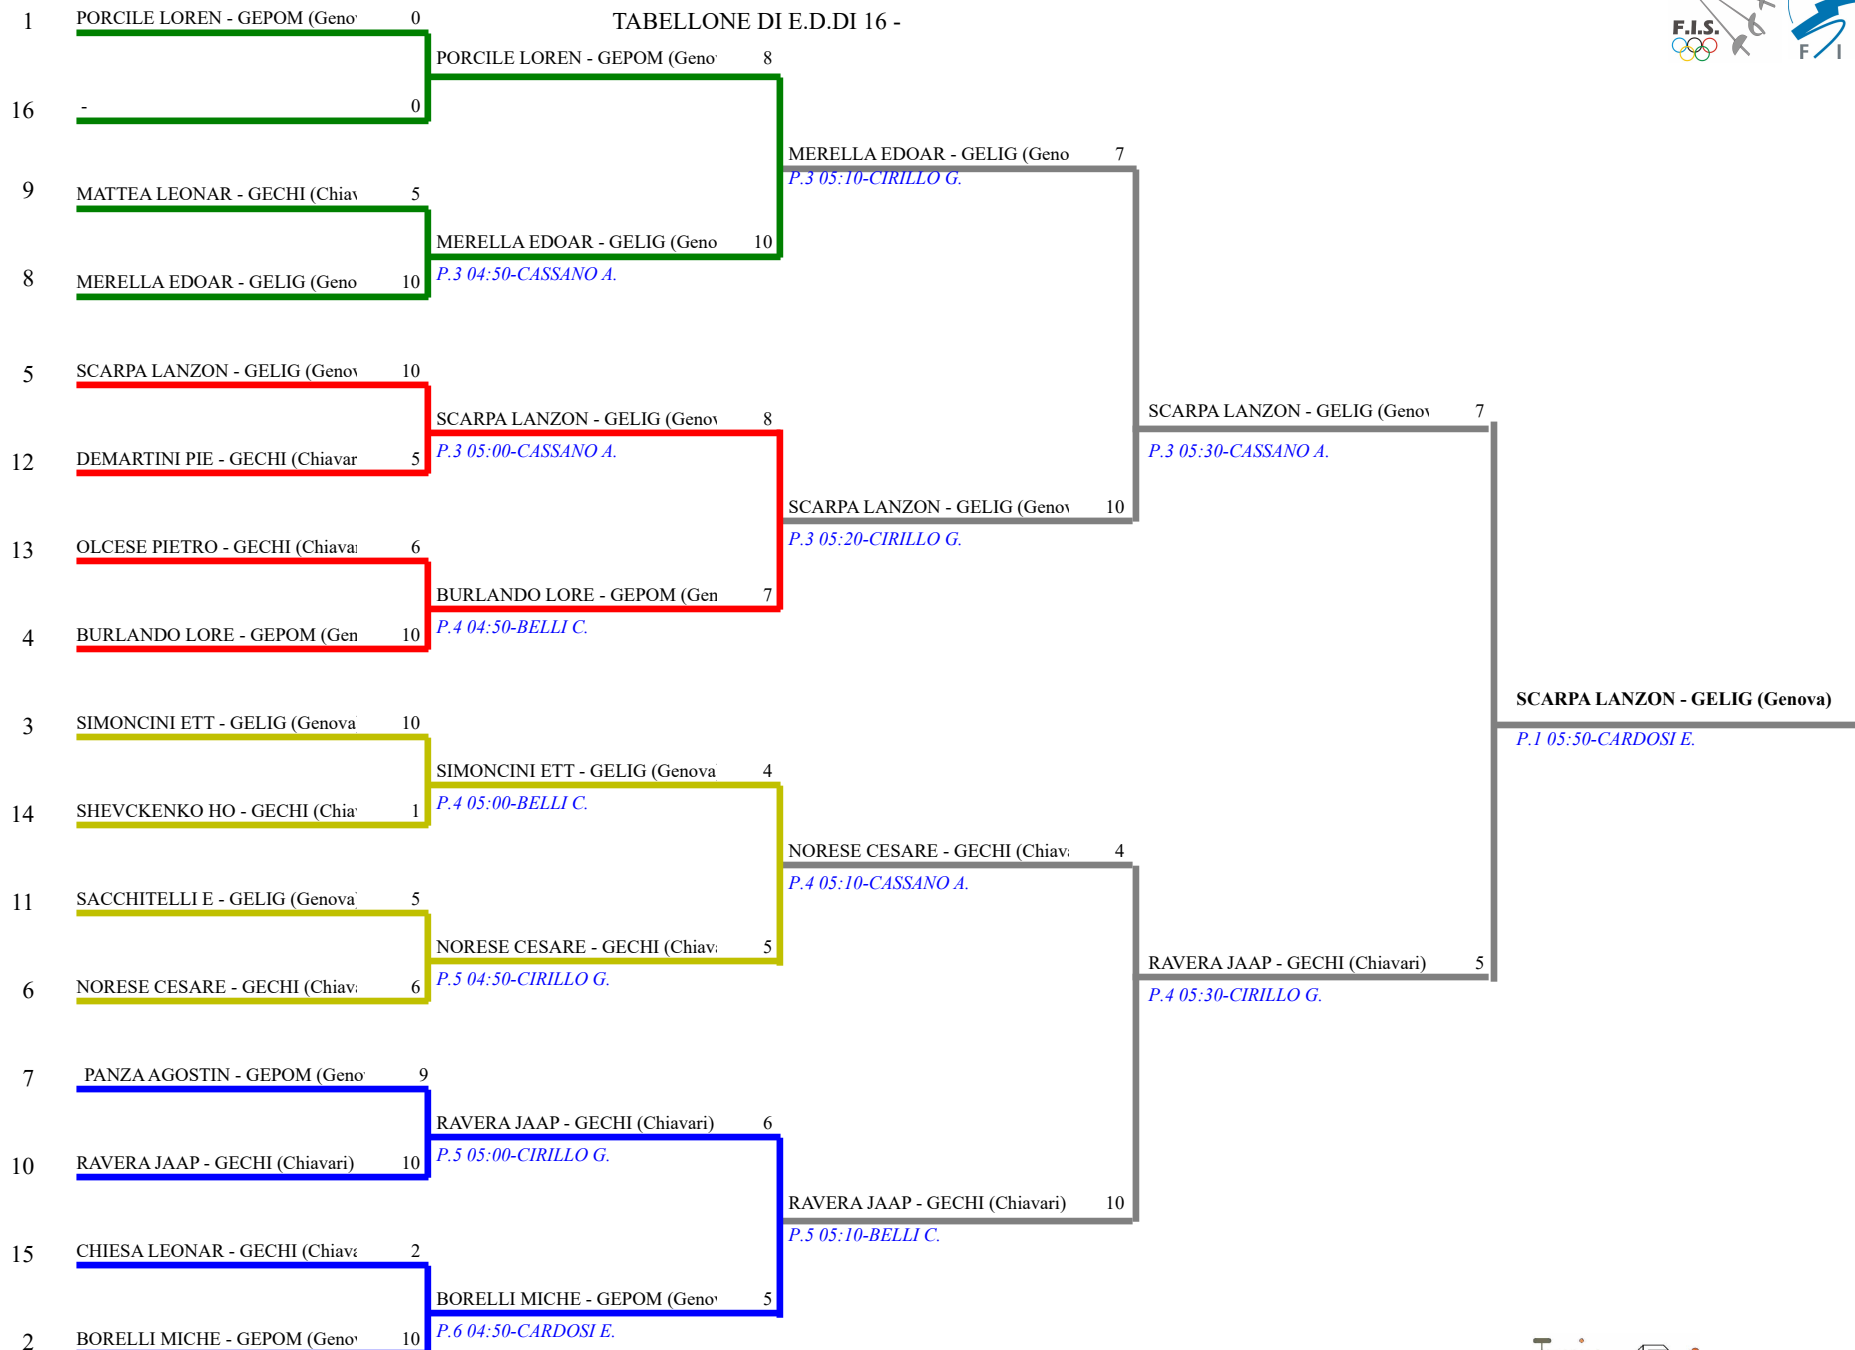 TABELLONE DI E.D.DI 16 -
F.I.S.
F I
1 PORCILE LOREN - GEPOM (Geno 0
PORCILE LOREN - GEPOM (Geno 8
16 - 0
MERELLA EDOAR - GELIG (Geno 7
P.3 05:10-CIRILLO G.
9 MATTEA LEONAR - GECHI (Chiav 5
MERELLA EDOAR - GELIG (Geno 10
P.3 04:50-CASSANO A.
8 MERELLA EDOAR - GELIG (Geno 10
5 SCARPA LANZON - GELIG (Genov 10
SCARPA LANZON - GELIG (Genov 7
SCARPA LANZON - GELIG (Genov 8
P.3 05:00-CASSANO A.
P.3 05:30-CASSANO A.
12 DEMARTINI PIE - GECHI (Chiavar 5
SCARPA LANZON - GELIG (Genov 10
P.3 05:20-CIRILLO G.
13 OLCESE PIETRO - GECHI (Chiavar 6
BURLANDO LORE - GEPOM (Gen 7
P.4 04:50-BELLI C.
4 BURLANDO LORE - GEPOM (Gen 10
SCARPA LANZON - GELIG (Genova)
P.1 05:50-CARDOSI E.
3 SIMONCINI ETT - GELIG (Genova 10
SIMONCINI ETT - GELIG (Genova 4
P.4 05:00-BELLI C.
14 SHEVCKENKO HO - GECHI (Chia 1
NORESE CESARE - GECHI (Chiav 4
P.4 05:10-CASSANO A.
11 SACCHITELLI E - GELIG (Genova 5
NORESE CESARE - GECHI (Chiav 5
RAVERA JAAP - GECHI (Chiavari) 5
P.5 04:50-CIRILLO G.
6 NORESE CESARE - GECHI (Chiav 6
P.4 05:30-CIRILLO G.
7 PANZA AGOSTIN - GEPOM (Geno 9
RAVERA JAAP - GECHI (Chiavari) 6
P.5 05:00-CIRILLO G.
10 RAVERA JAAP - GECHI (Chiavari) 10
RAVERA JAAP - GECHI (Chiavari) 10
P.5 05:10-BELLI C.
15 CHIESA LEONAR - GECHI (Chiava 2
BORELLI MICHE - GEPOM (Genov 5
P.6 04:50-CARDOSI E.
2 BORELLI MICHE - GEPOM (Genov 10